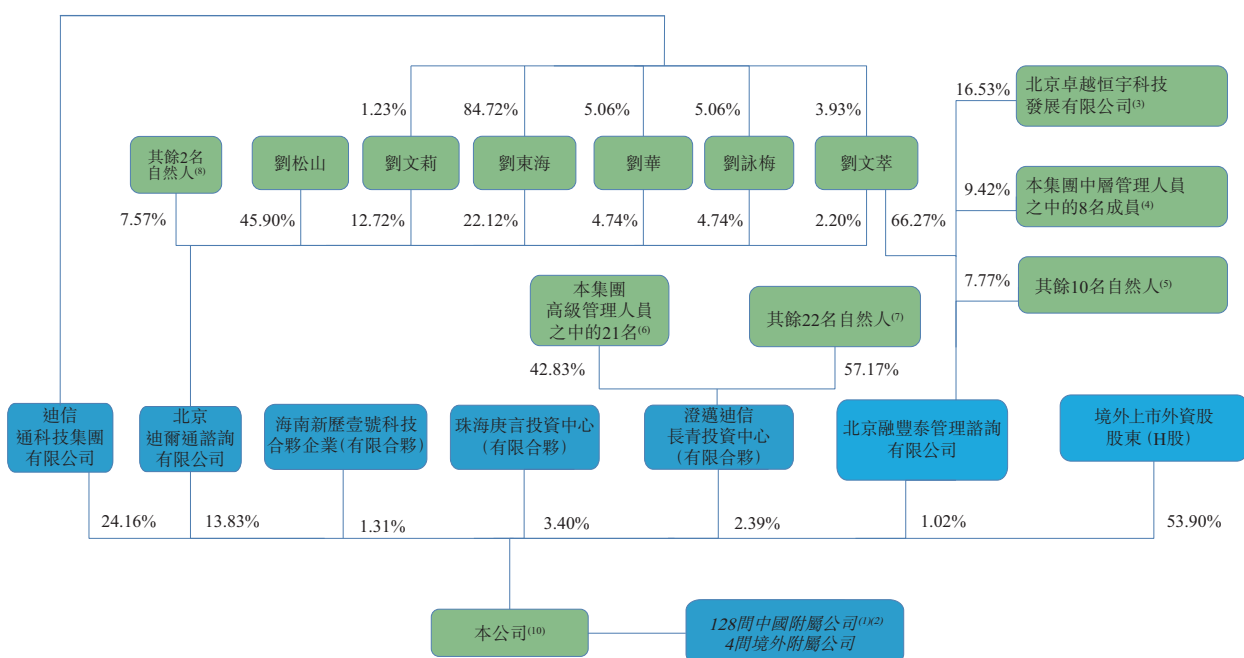 1.23%
84.72%
5.06%
5.06%
3.93%
16.53%
北京卓越恒宇科技
發展有限公司(3)
其餘2名
自然人(8)
劉松山
劉文莉
劉東海
劉華
劉詠梅
劉文萃
9.42%
本集團中層管理人員
之中的8名成員(4)
7.57%
45.90%
12.72%
22.12%
4.74%
4.74%
2.20%
66.27%
7.77%
其餘10名自然人(5)
本集團
高級管理人員
之中的21名(6)
其餘22名自然人(7)
42.83%
57.17%
迪信
通科技集團
有限公司
北京
迪爾通諮詢
有限公司
海南新歷壹號科技
合夥企業(有限合夥)
珠海庚言投資中心
(有限合夥)
澄邁迪信
長青投資中心
(有限合夥)
北京融豐泰管理諮詢
有限公司
境外上市外資股
股東 (H股)
24.16%
13.83%
1.31%
3.40%
2.39%
1.02%
53.90%
本公司(10)
128間中國附屬公司(1)(2)
4間境外附屬公司